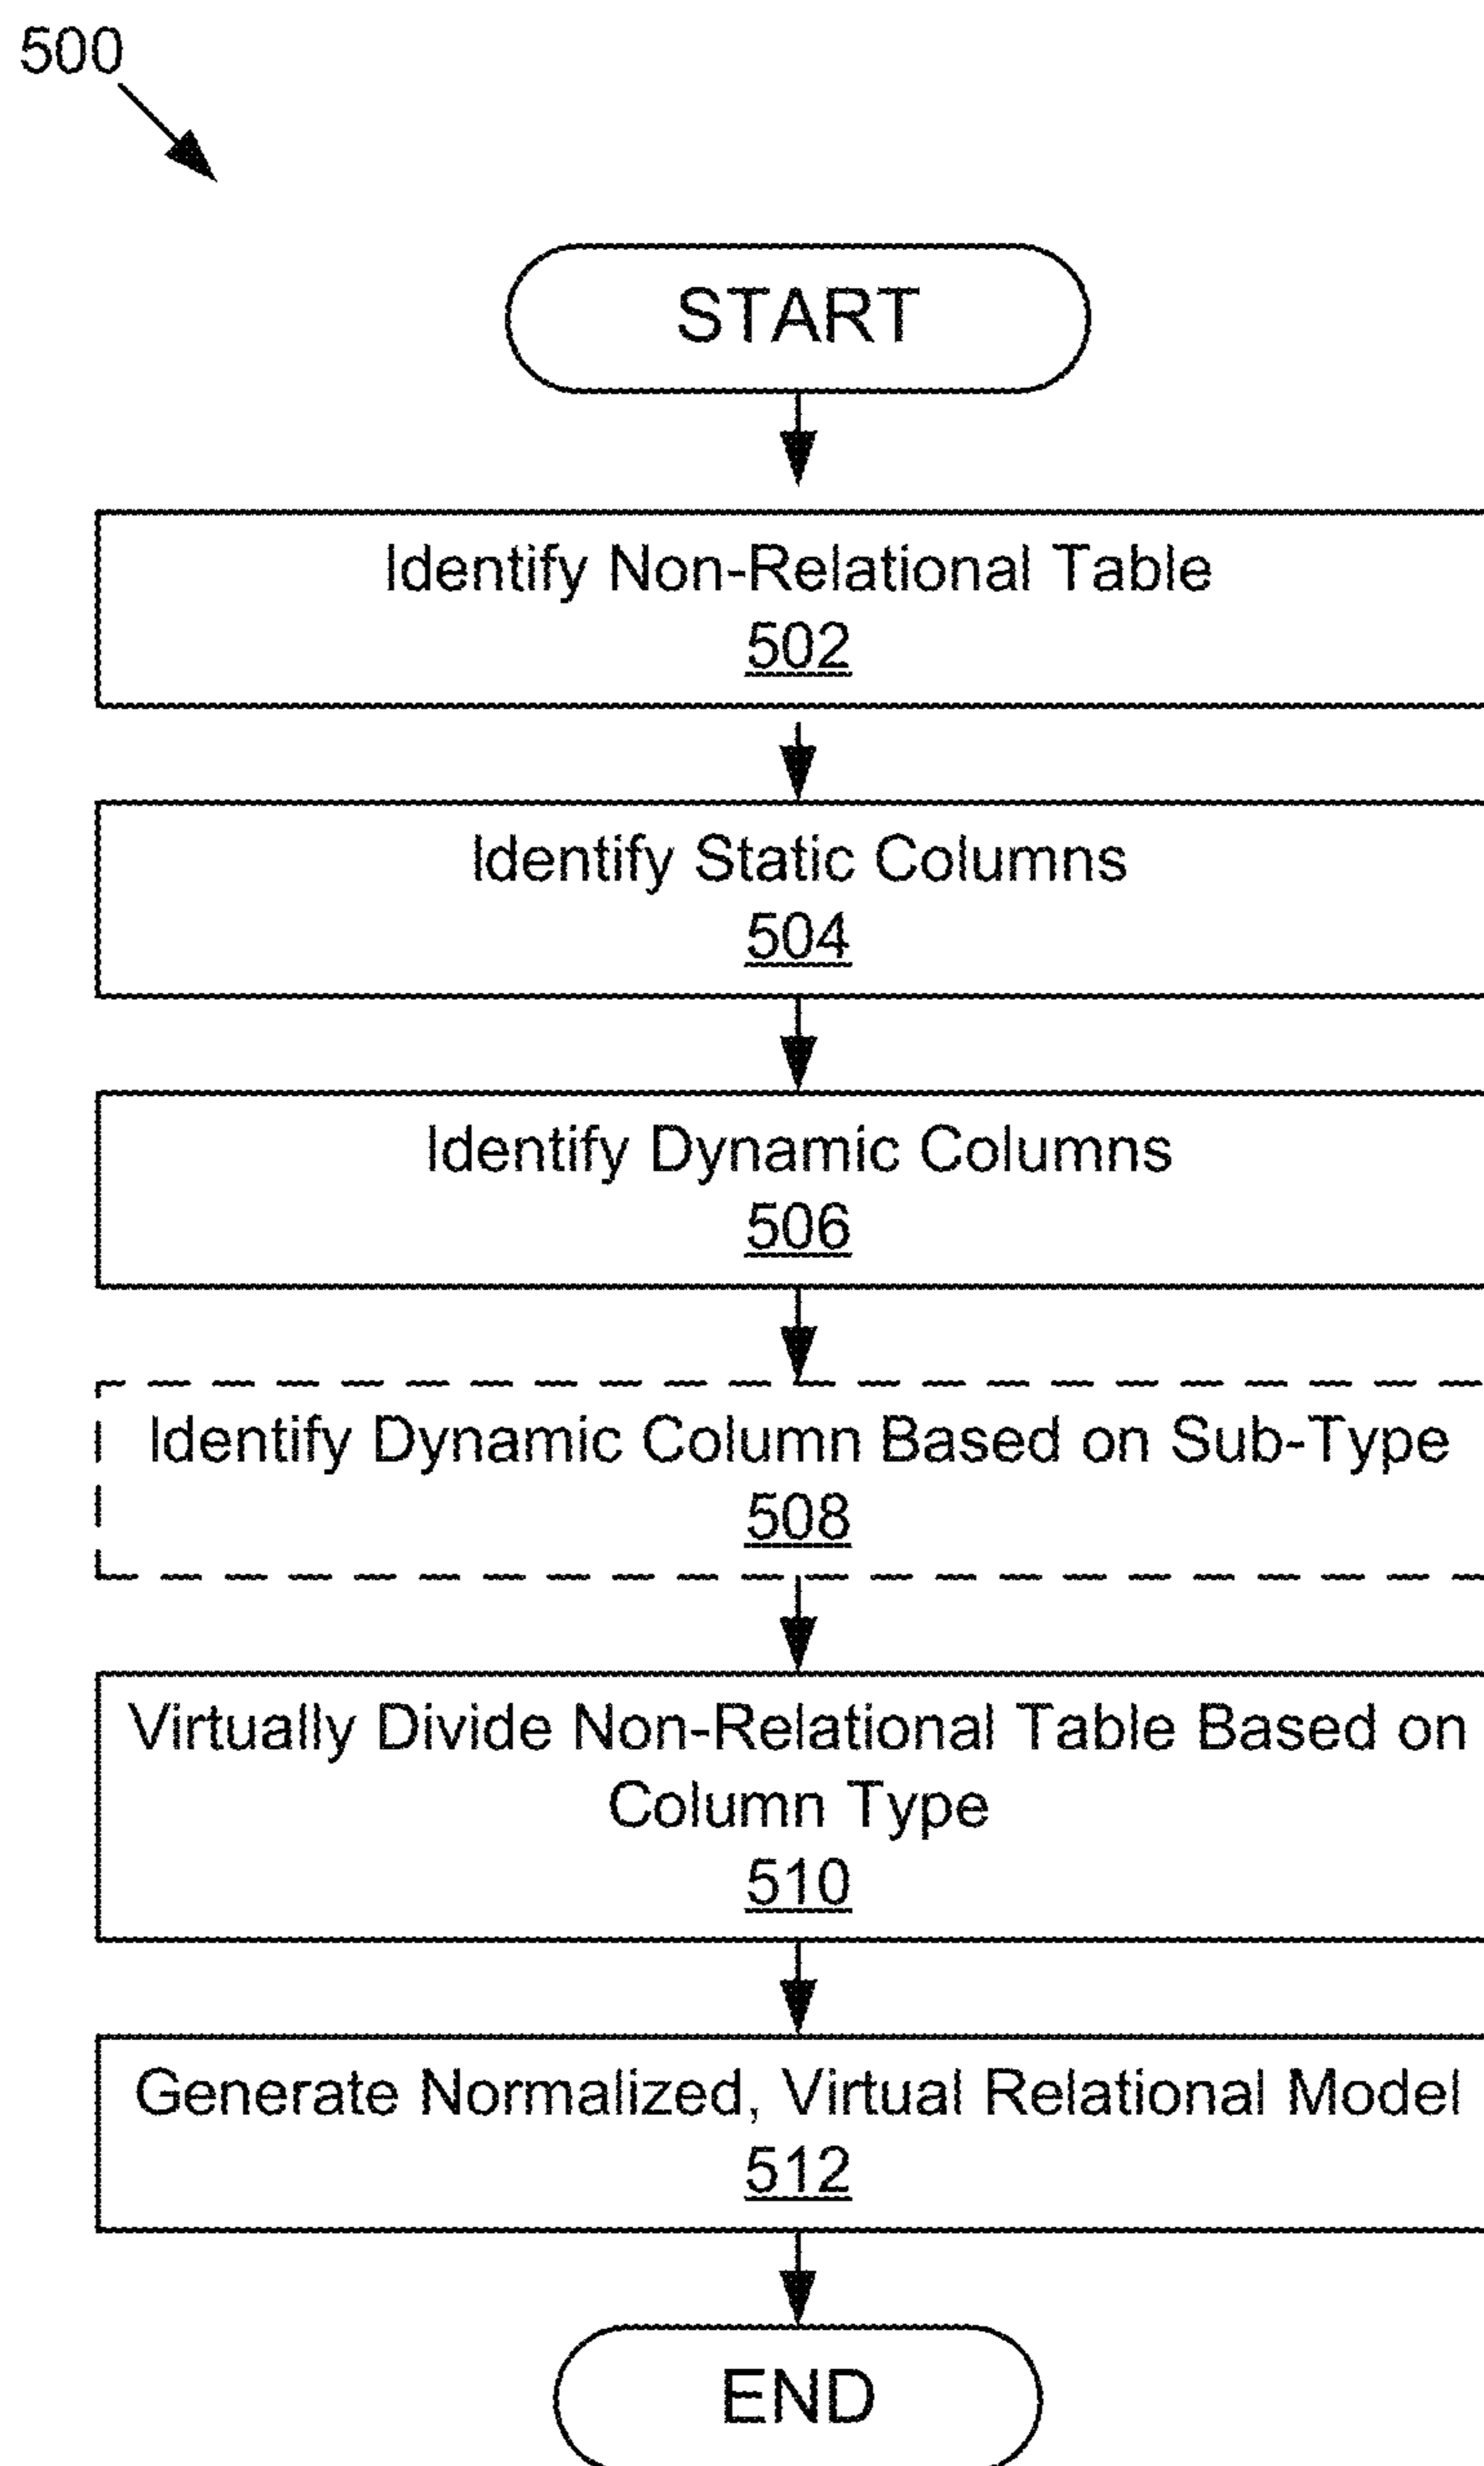 500
START
Identify Non-Relational Table
502
Identify Static Columns
504
Identify Dynamic Columns
506
Identify Dynamic Column Based on Sub-Type
508
Virtually Divide Non-Relational Table Based on
Column Type
510
Generate Normalized, Virtual Relational Model
512
END